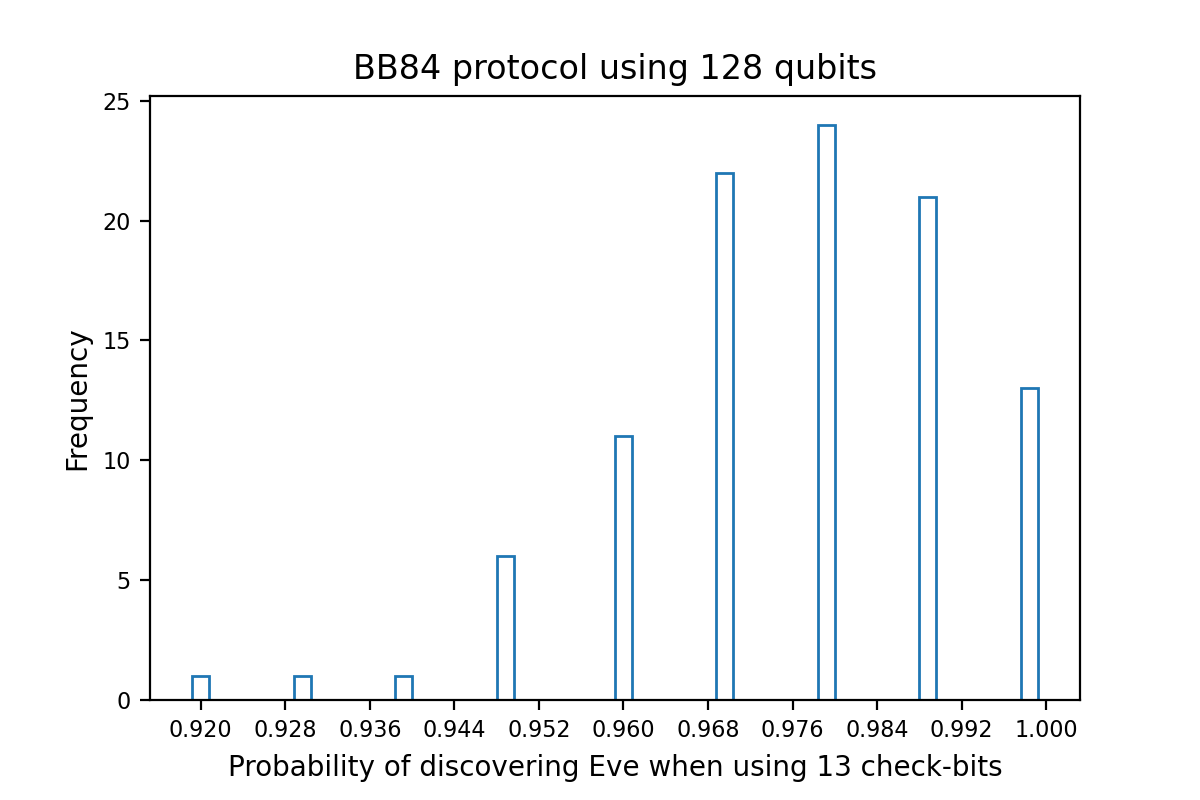 BB84 protocol using 128 qubits
25
20
15
10
5
0
Frequency
0.920 0.928 0.936 0.944 0.952 0.960 0.968 0.976 0.984 0.992 1.000
Probability of discovering Eve when using 13 check-bits